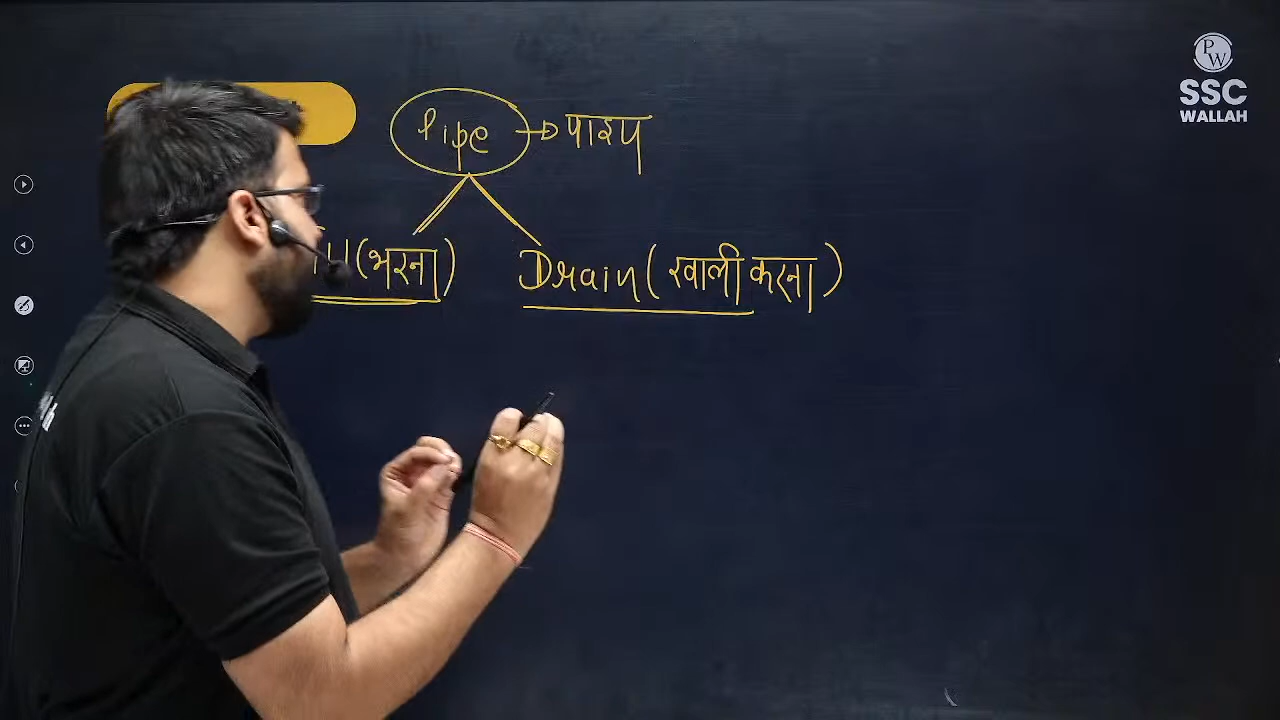 PW
SSC
WALLAH
Pipe → पाइप
(भरना) Drain (खाली करना)